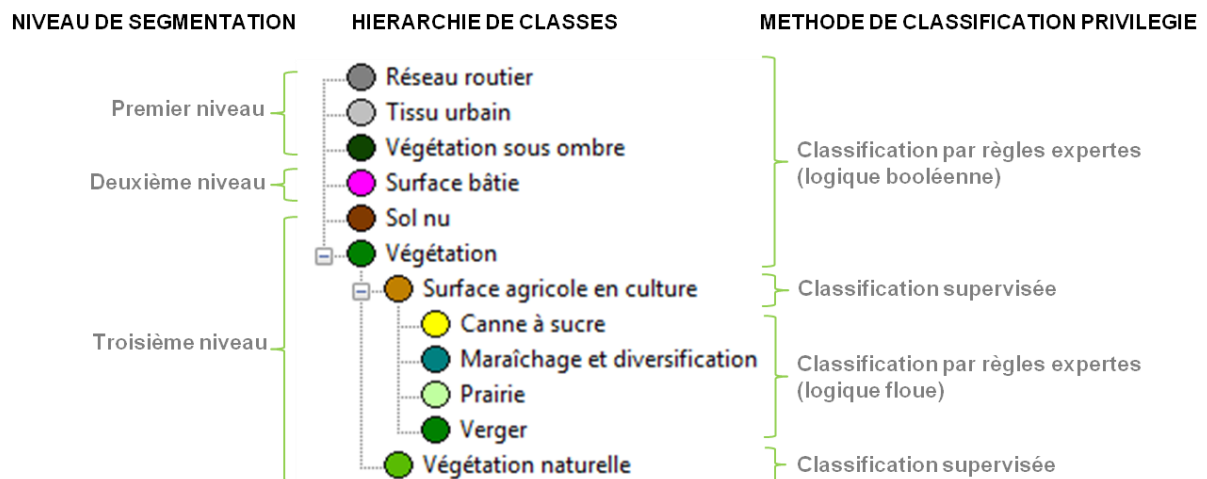 NIVEAU DE SEGMENTATION HIERARCHIE DE CLASSES METHODE DE CLASSIFICATION PRIVILEGIE
Réseau routier
Premier niveau
Tissu urbain
Végétation sous ombre
Classification par règles expertes
(logique booléenne)
Deuxième niveau
Surface bâtie
Sol nu
Végétation
Surface agricole en culture
Classification supervisée
Canne à sucre
Troisième niveau
Maraîchage et diversification
Classification par règles expertes
(logique floue)
Prairie
Verger
Végétation naturelle
Classification supervisée